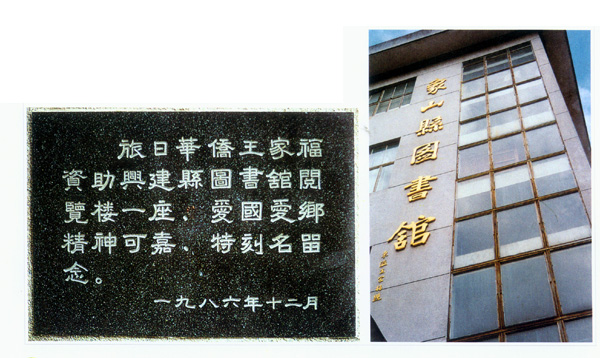 旅日華僑王家福
資助興建縣圖書館閱
覽樓一座、愛國愛鄉
精神可嘉、特刻名留
念。
一九八六年十二月
象山縣圖書館